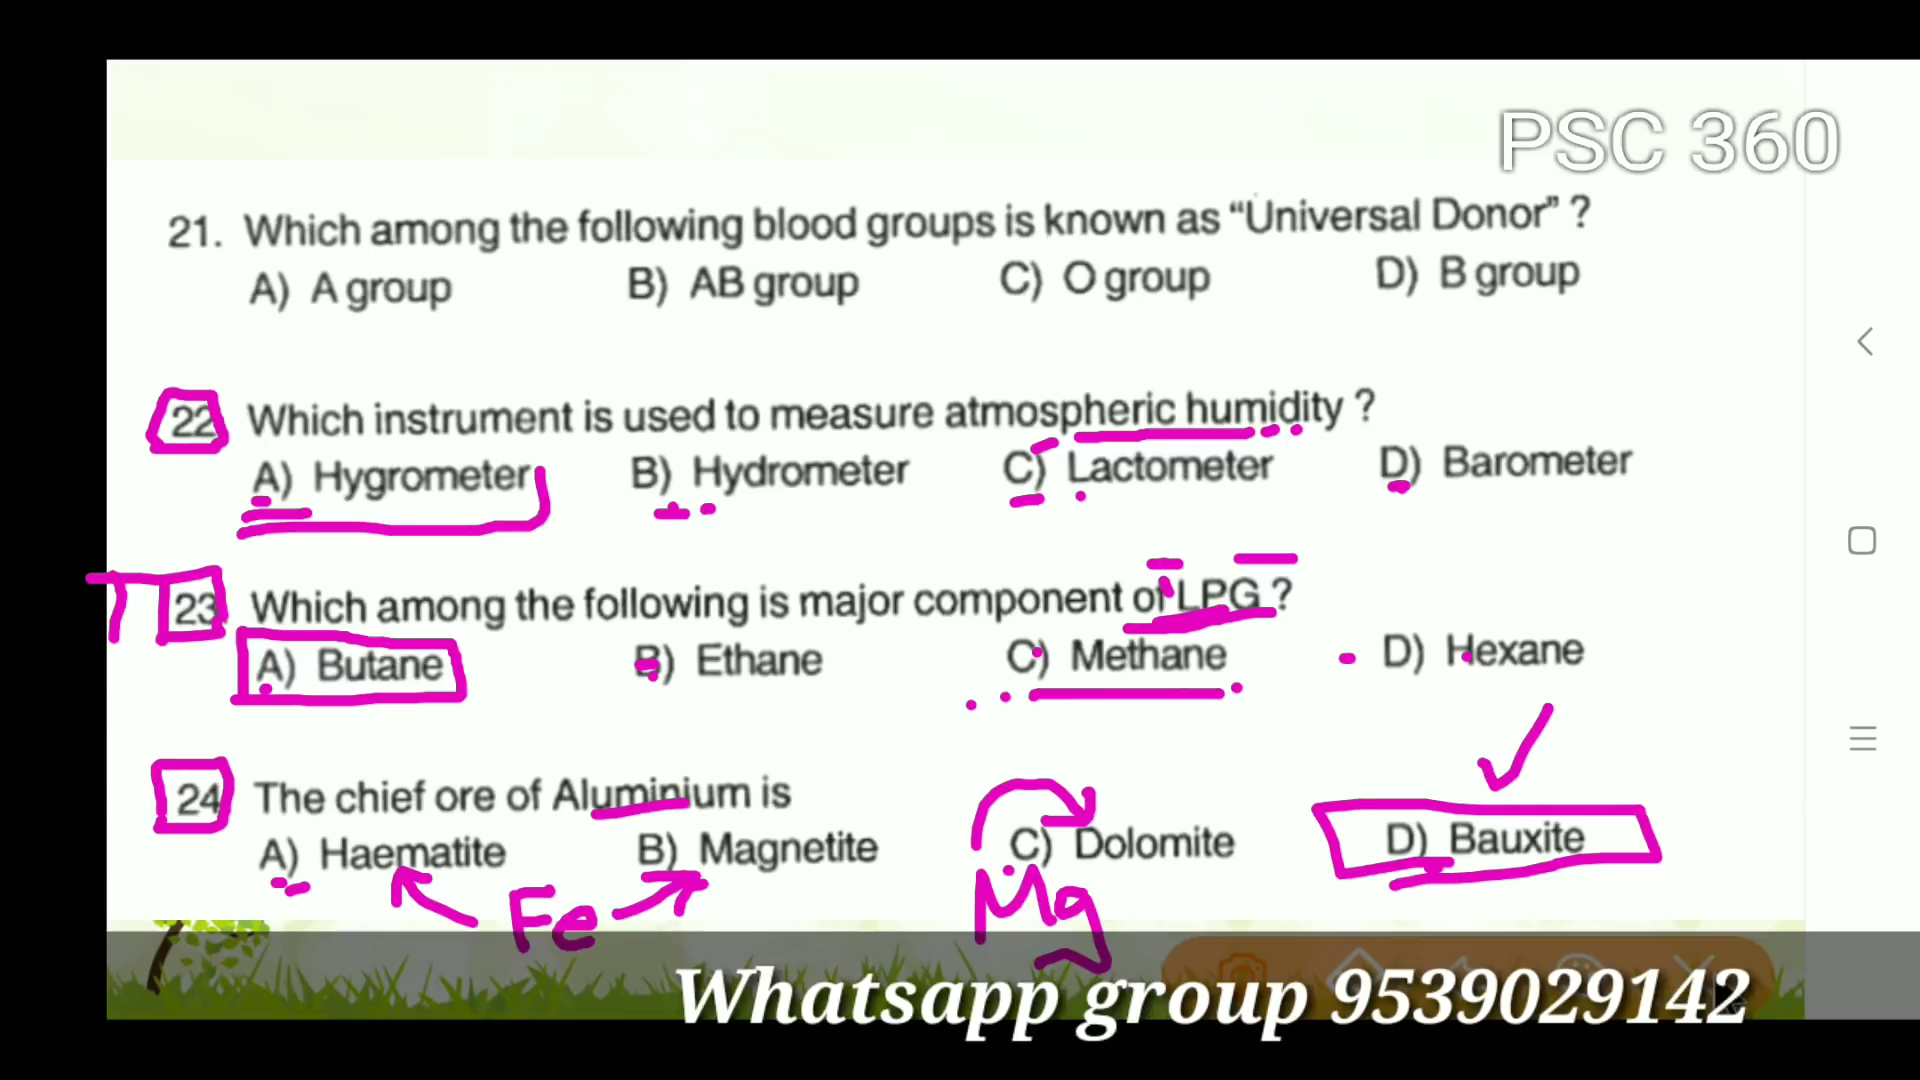 PSC 360
21. Which among the following blood groups is known as “Universal Donor” ?
A) A group B) AB group C) O group D) B group
22 Which instrument is used to measure atmospheric humidity ?
A) Hygrometer B) Hydrometer C) Lactometer D) Barometer
23 Which among the following is major component of LPG ?
A) Butane B) Ethane C) Methane D) Hexane
24 The chief ore of Aluminium is
A) Haematite B) Magnetite C) Dolomite D) Bauxite
Fe Mg
Whatsapp group 9539029142